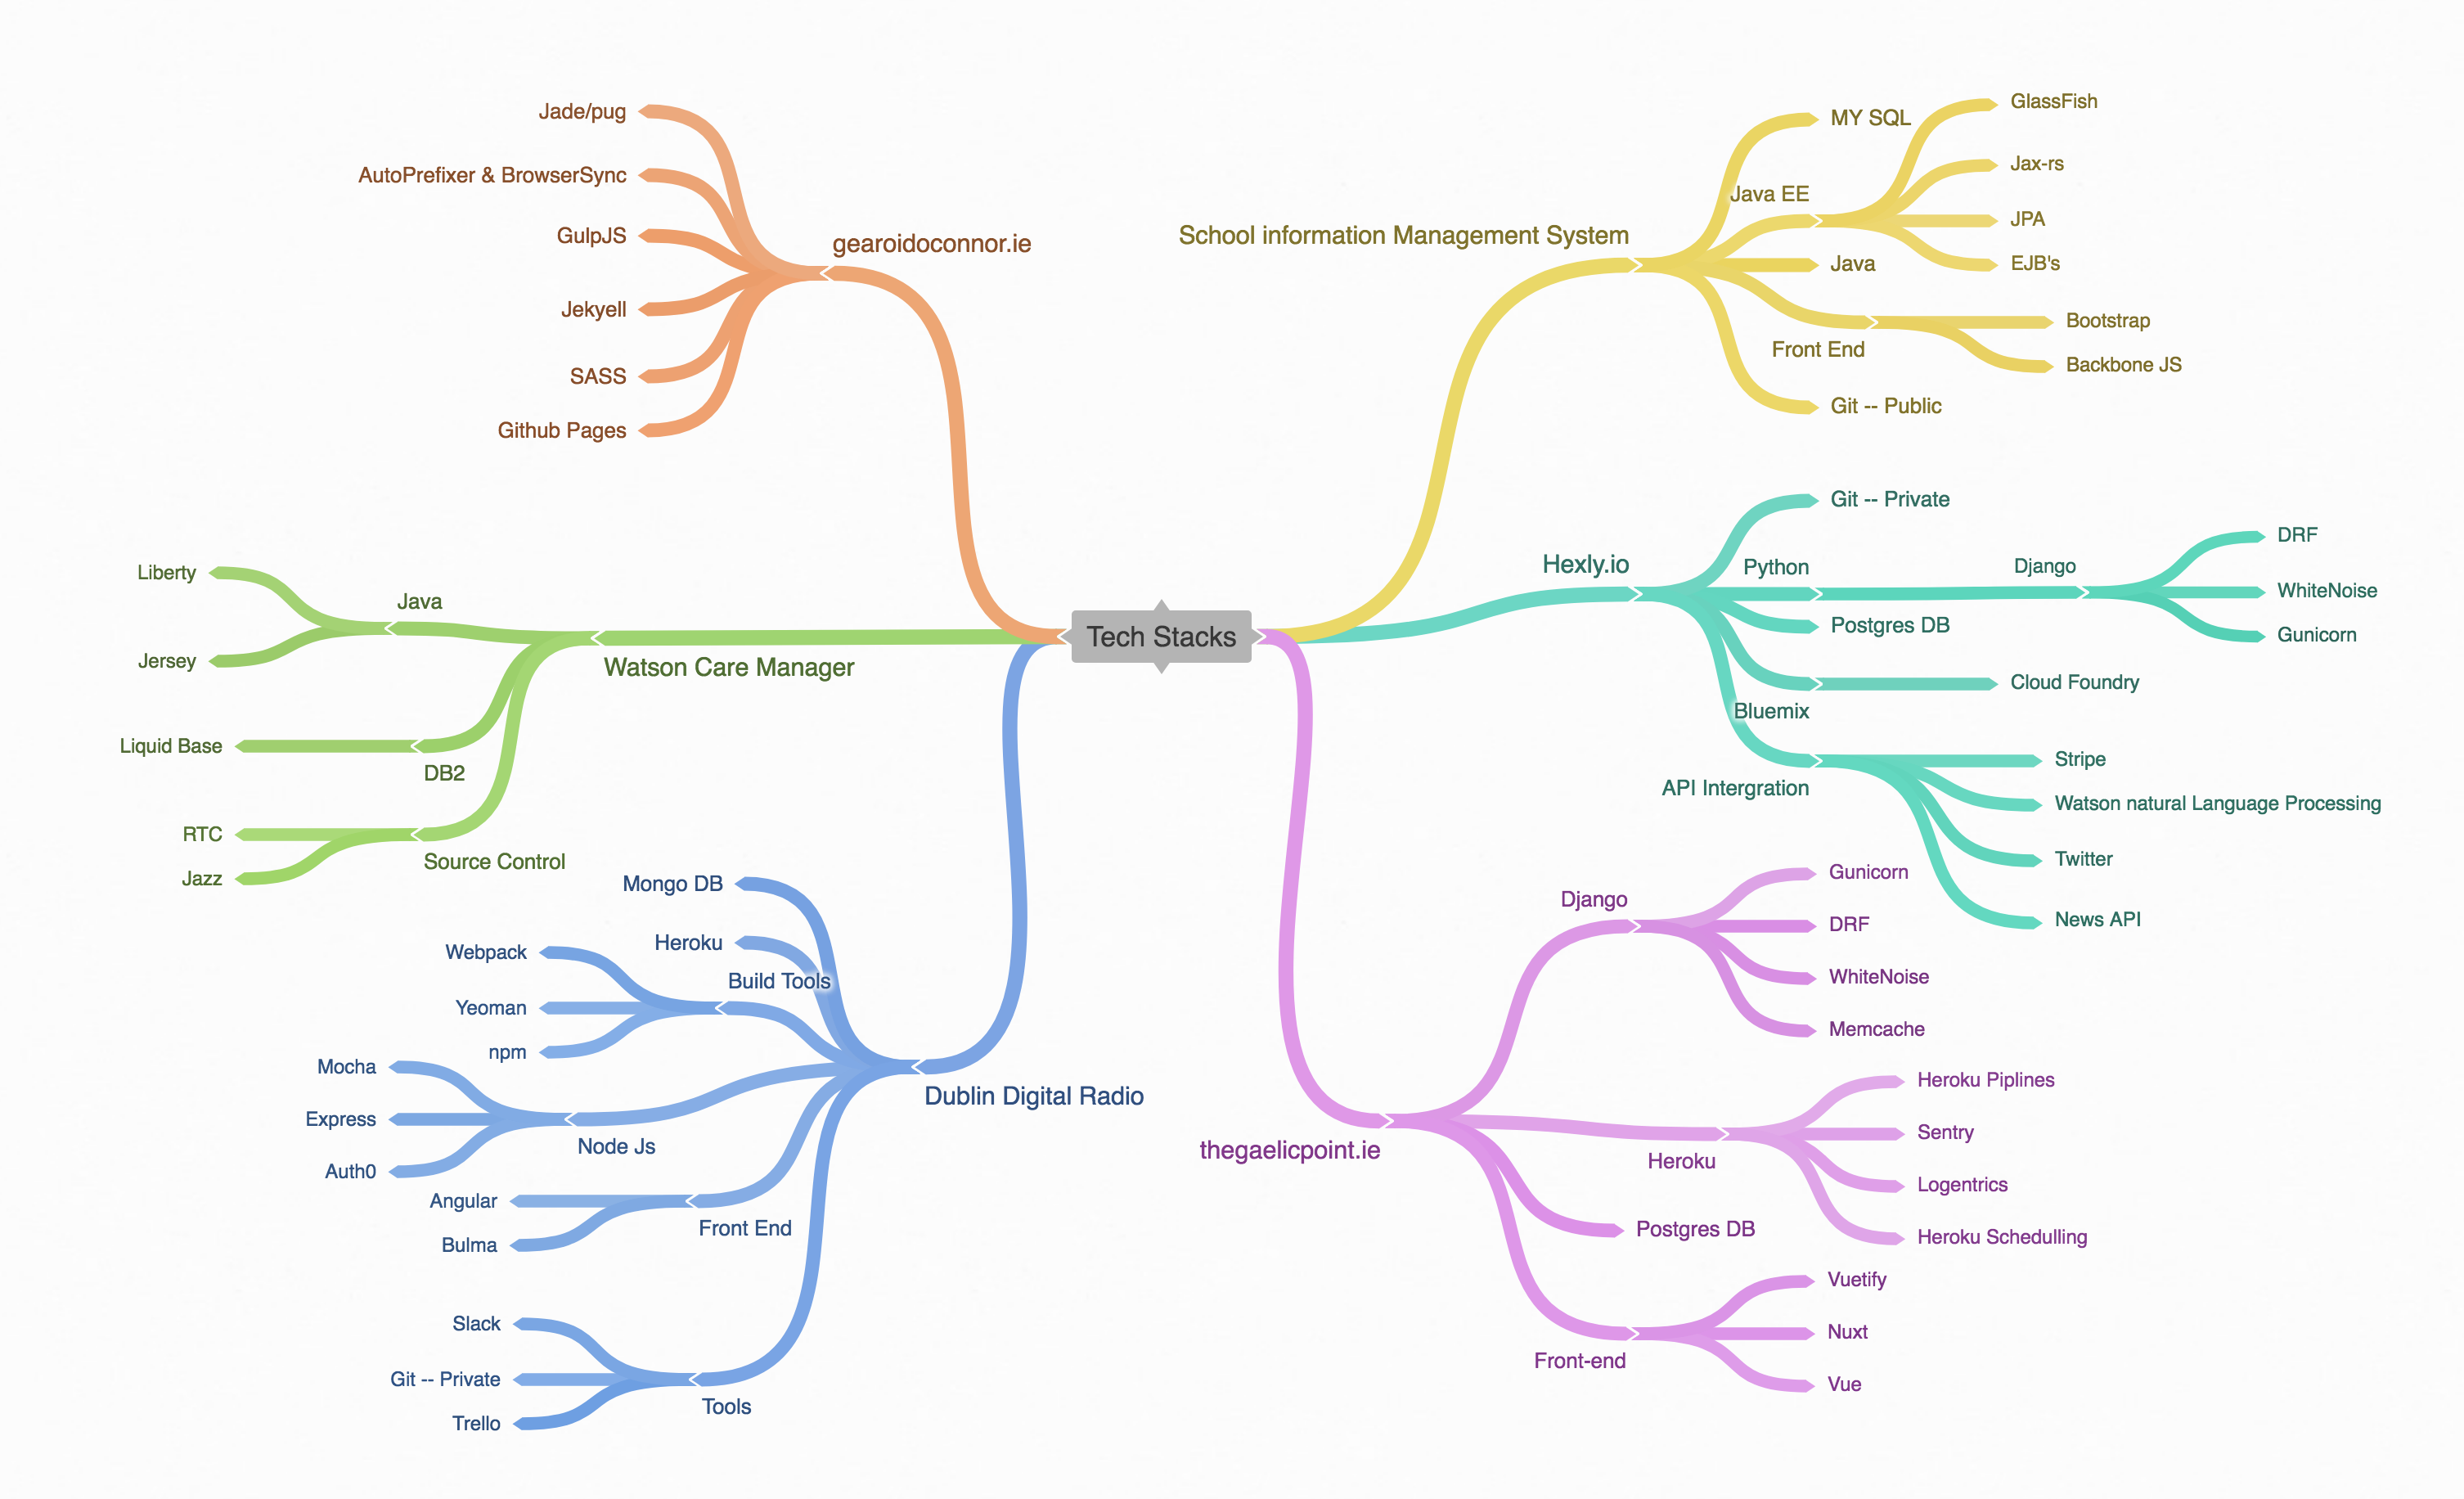 Tech Stacks
gearoidoconnor.ie
Jade/pug
AutoPrefixer & BrowserSync
GulpJS
Jekyell
SASS
Github Pages
Watson Care Manager
Java
Liberty
Jersey
DB2
Liquid Base
Source Control
RTC
Jazz
Dublin Digital Radio
Mongo DB
Heroku
Build Tools
Webpack
Yeoman
npm
Node Js
Mocha
Express
Auth0
Front End
Angular
Bulma
Tools
Slack
Git -- Private
Trello
School information Management System
MY SQL
Java EE
GlassFish
Jax-rs
JPA
EJB's
Java
Front End
Bootstrap
Backbone JS
Git -- Public
Hexly.io
Git -- Private
Python
Django
DRF
WhiteNoise
Gunicorn
Postgres DB
Bluemix
Cloud Foundry
API Intergration
Stripe
Watson natural Language Processing
Twitter
News API
thegaelicpoint.ie
Django
Gunicorn
DRF
WhiteNoise
Memcache
Heroku
Heroku Piplines
Sentry
Logentrics
Heroku Schedulling
Postgres DB
Front-end
Vuetify
Nuxt
Vue